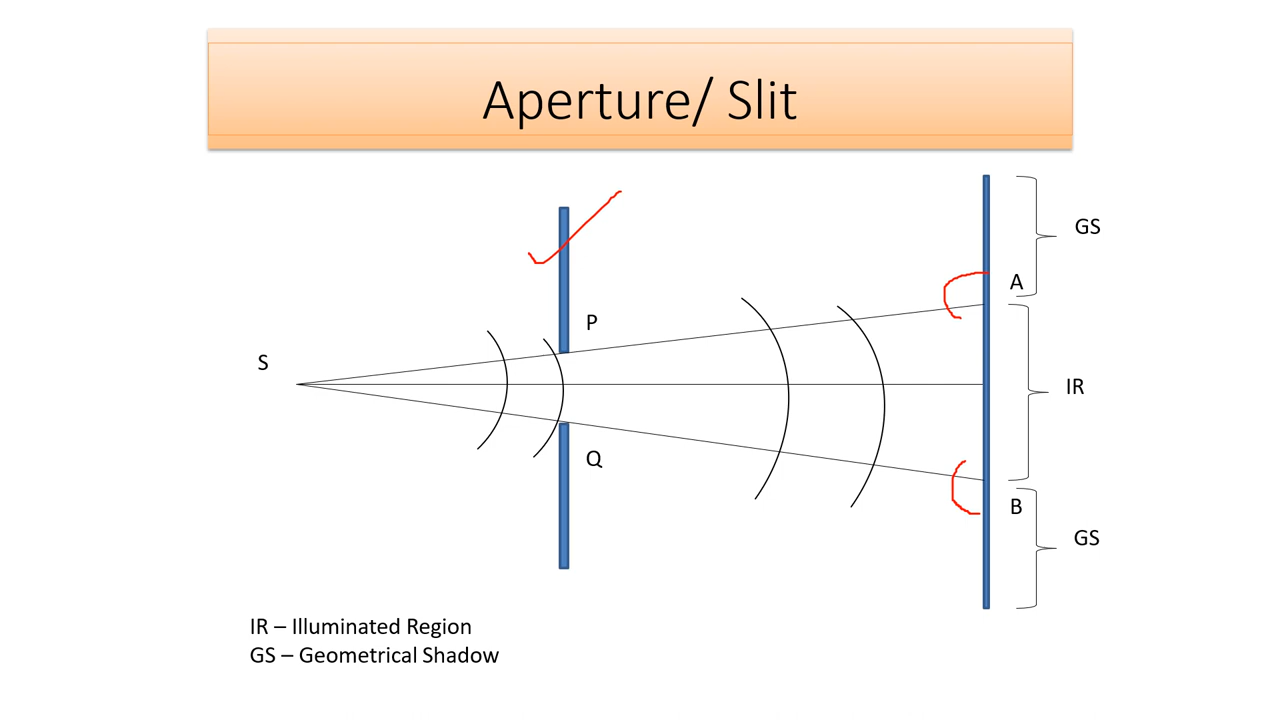 Aperture/ Slit
GS
A
P
S
IR
Q
B
GS
IR – Illuminated Region
GS – Geometrical Shadow